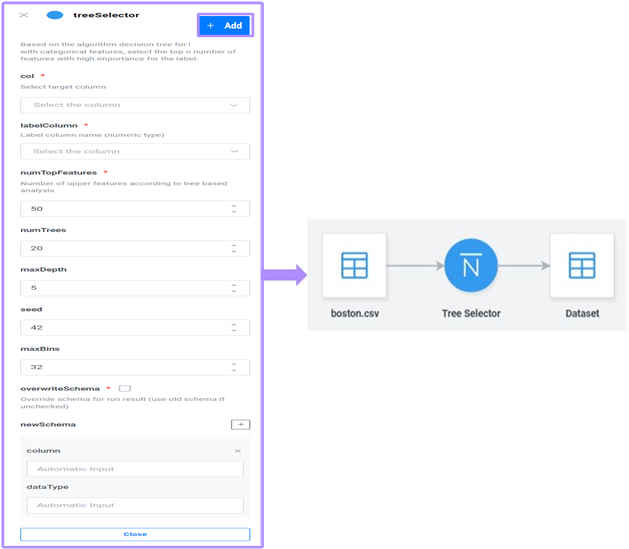 treeSelector
+ Add
Based on the algorithm decision tree for l
with categorical features, select the top n number of
features with high importance for the label.
col *
Select target column
Select the column
labelColumn *
Label column name (numeric type)
Select the column
numTopFeatures *
Number of upper features according to tree based
analysis
50
numTrees
20
maxDepth
5
seed
42
maxBins
32
overwriteSchema *
Override schema for run result (use old schema if
unchecked)
newSchema
+
column
Automatic Input
dataType
Automatic Input
Close
N
boston.csv
Tree Selector
Dataset